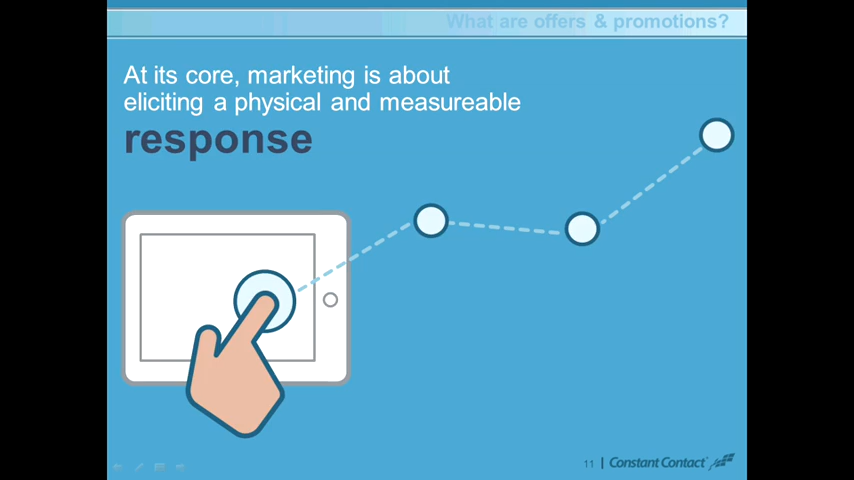 What are offers & promotions?
At its core, marketing is about
eliciting a physical and measureable
response
11 | Constant Contact